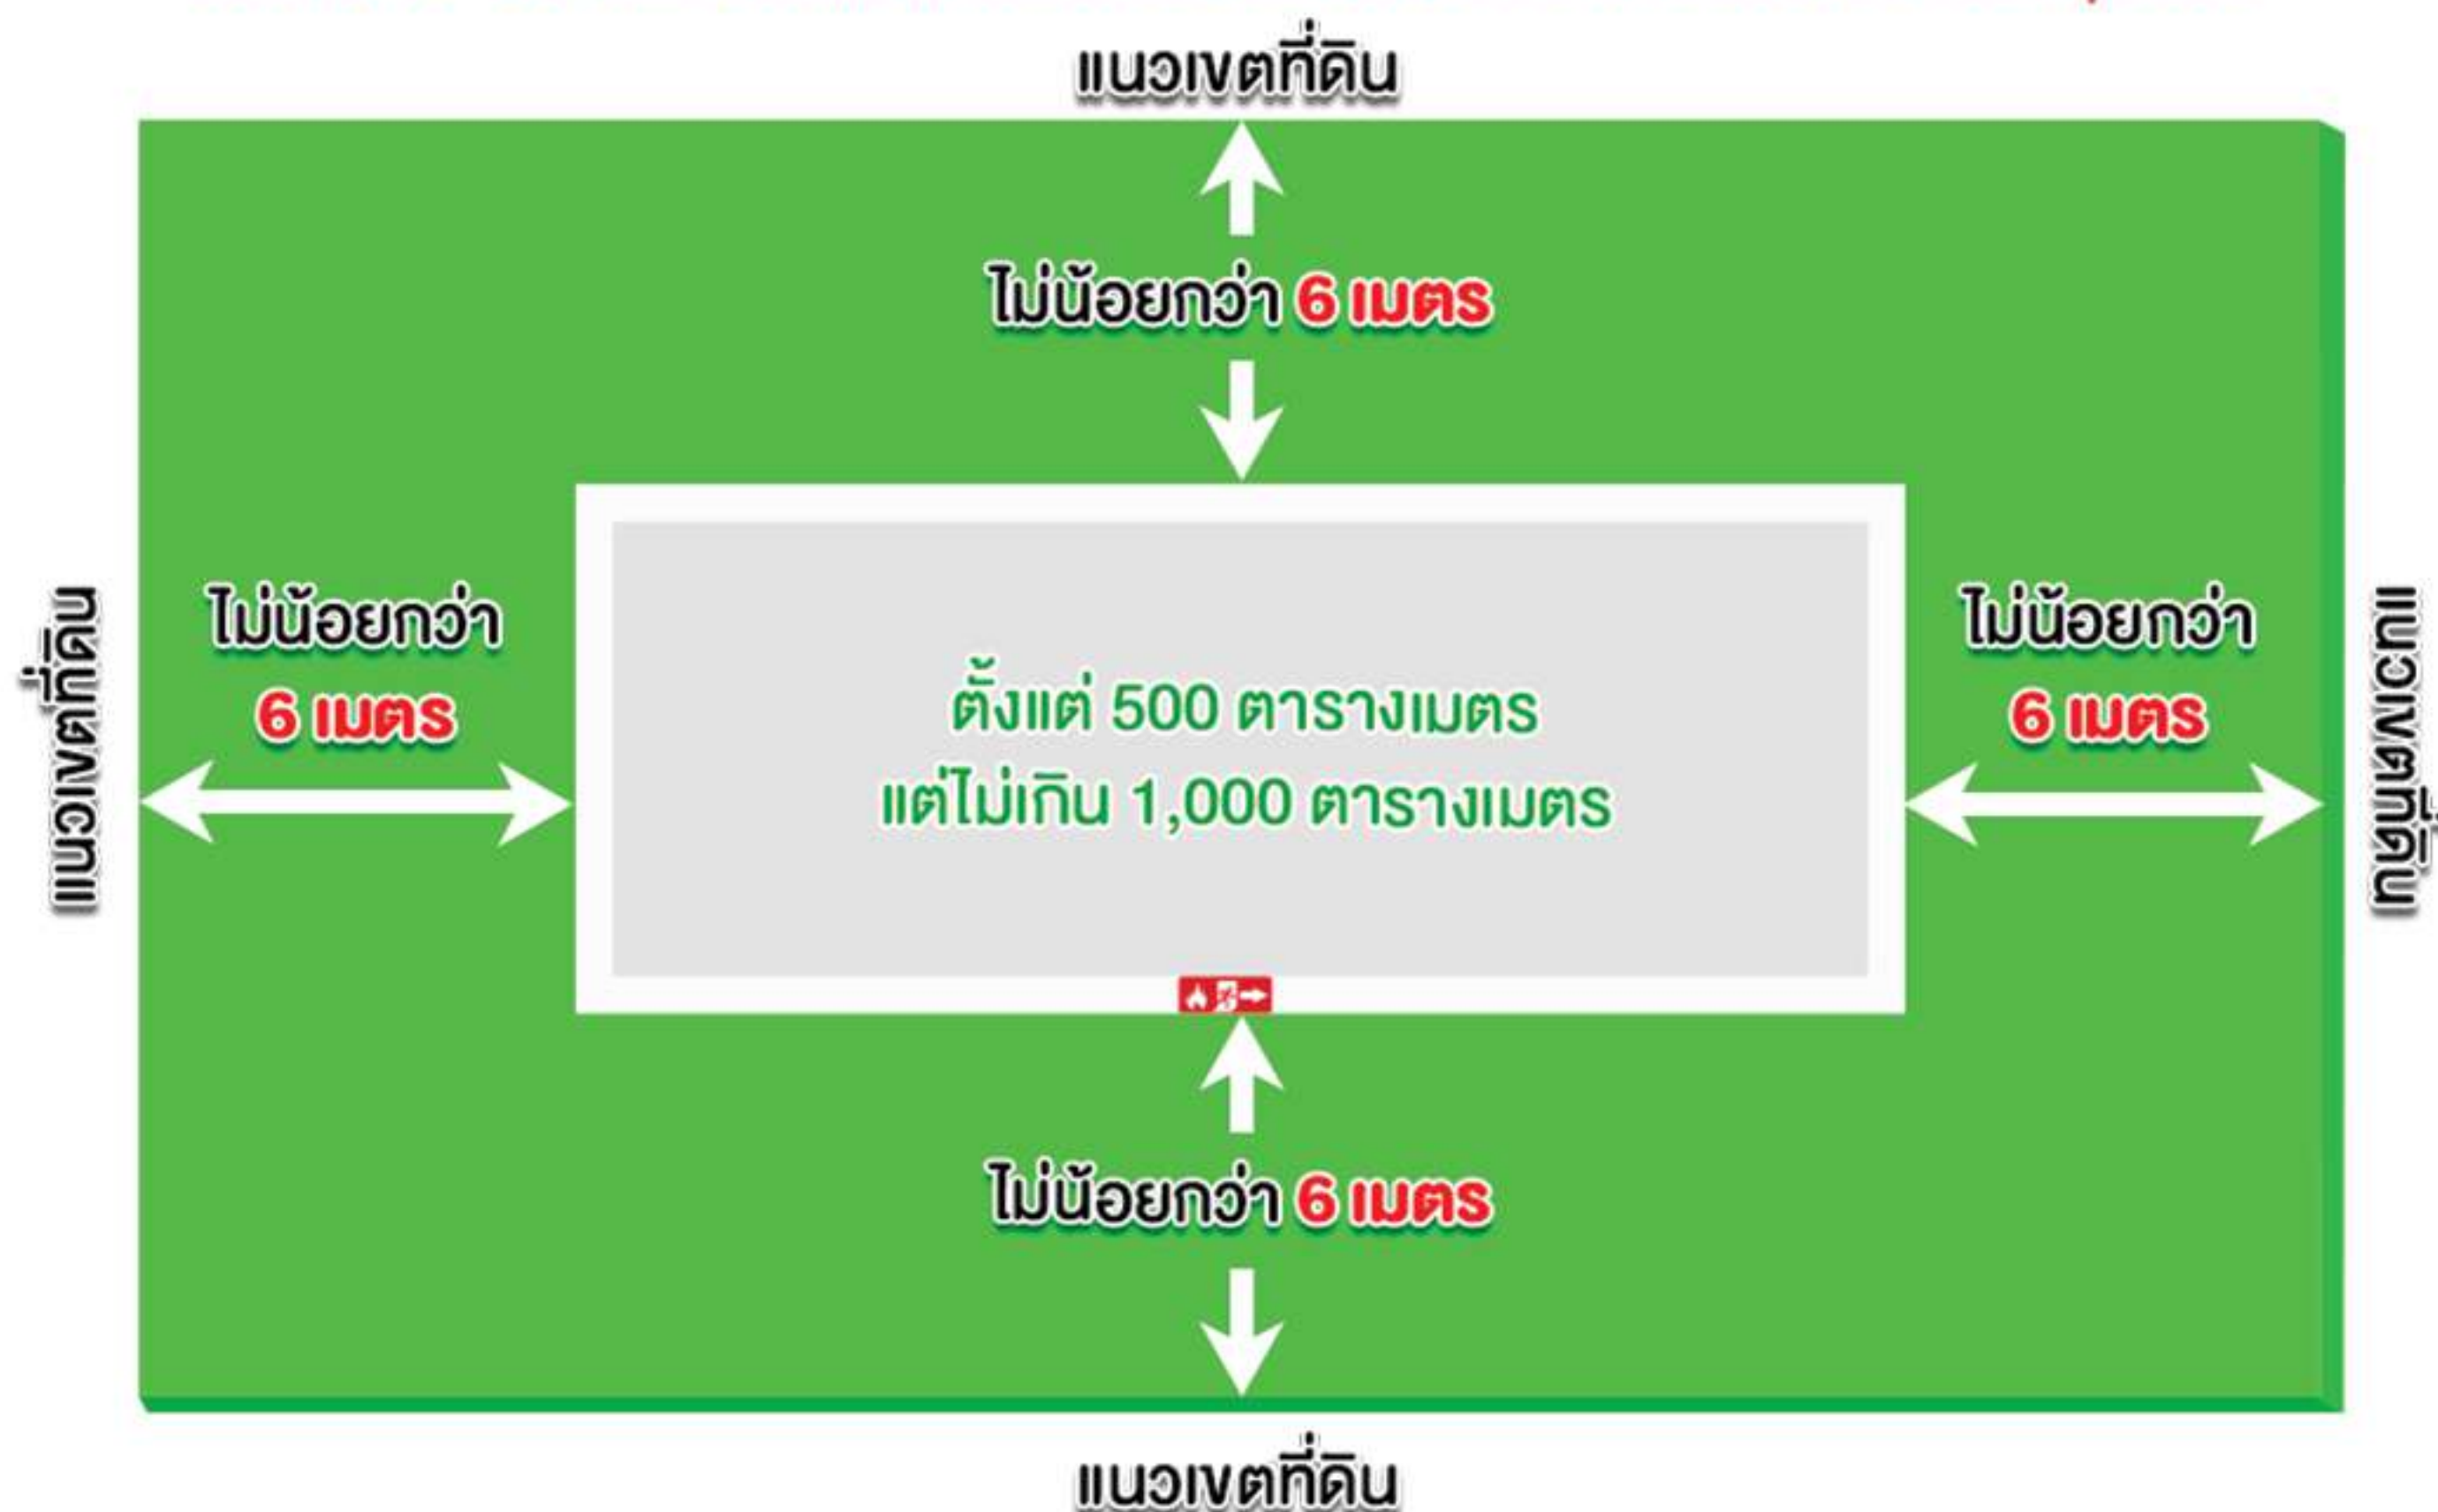 แนวเขตที่ดิน
ไม่น้อยกว่า 6 เมตร
แนวเขตที่ดิน
ไม่น้อยกว่า
6 เมตร
ตั้งแต่ 500 ตารางเมตร
แต่ไม่เกิน 1,000 ตารางเมตร
ไม่น้อยกว่า
6 เมตร
แนวเขตที่ดิน
ไม่น้อยกว่า 6 เมตร
แนวเขตที่ดิน